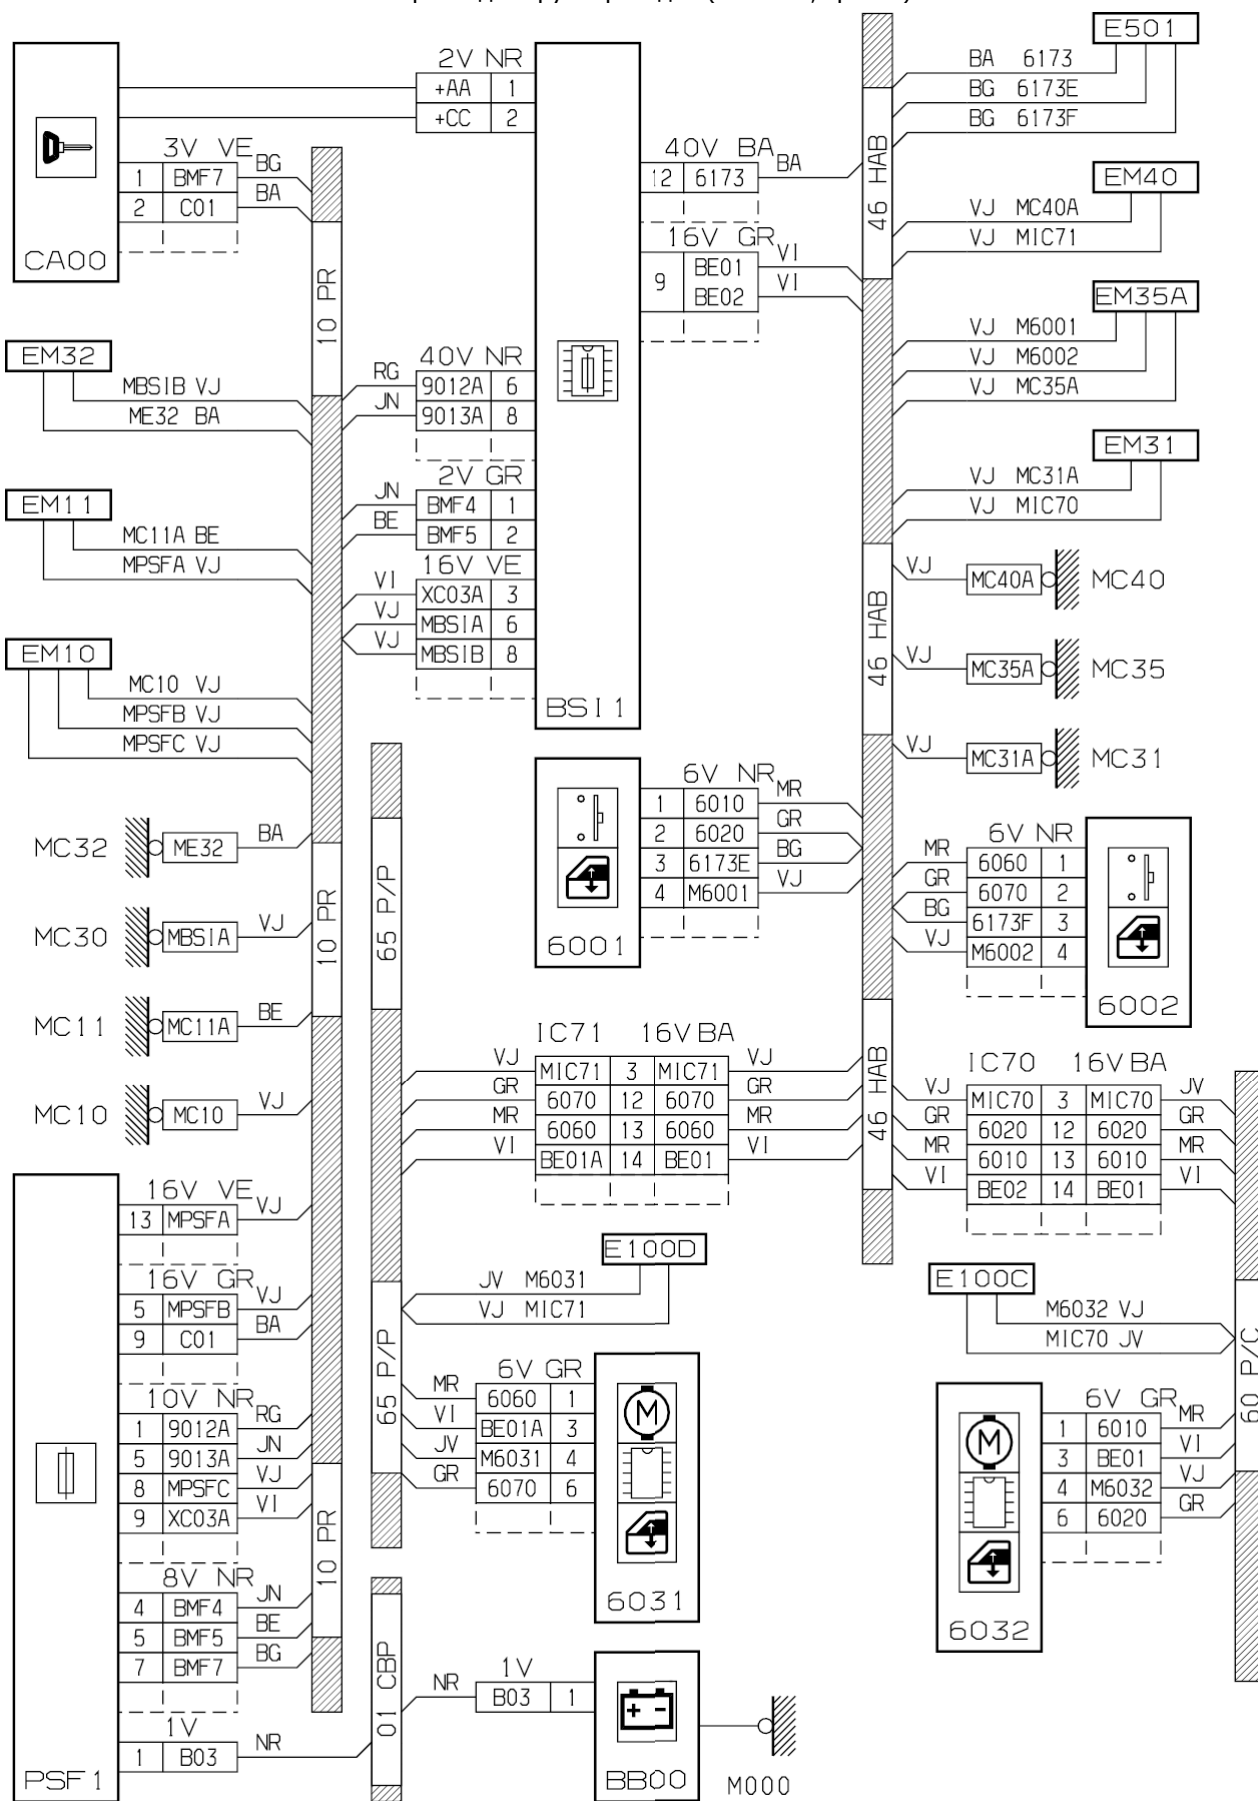 E501
BA 6173
BG 6173E
BG 6173F
2V NR
+AA 1
+CC 2
3V VE
1 BMF7 BG
2 C01 BA
CA00
40V BA
12 6173 BA
16V GR
9 BE01 VI
BE02 VI
46 HAB
EM40
VJ MC40A
VJ MIC71
10 PR
EM32
MBSIB VJ
ME32 BA
40V NR
RG 9012A 6
JN 9013A 8
EM35A
VJ M6001
VJ M6002
VJ MC35A
EM11
MC11A BE
MPSFA VJ
2V GR
JN BMF4 1
BE BMF5 2
16V VE
VI XC03A 3
VJ MBSIA 6
VJ MBSIB 8
BSI1
EM31
VJ MC31A
VJ MIC70
46 HAB
VJ MC40A MC40
VJ MC35A MC35
VJ MC31A MC31
EM10
MC10 VJ
MPSFB VJ
MPSFC VJ
MC32 ME32 BA
MC30 MBSIA VJ
MC11 MC11A BE
MC10 MC10 VJ
10 PR
65 P/P
6V NR
1 6010 MR
2 6020 GR
3 6173E BG
4 M6001 VJ
6001
6V NR
MR 6060 1
GR 6070 2
BG 6173F 3
VJ M6002 4
6002
IC71 16V BA
VJ MIC71 3 MIC71 VJ
GR 6070 12 6070 GR
MR 6060 13 6060 MR
VI BE01A 14 BE01 VI
46 HAB
IC70 16V BA
VJ MIC70 3 MIC70 JV
GR 6020 12 6020 GR
MR 6010 13 6010 MR
VI BE02 14 BE01 VI
16V VE
13 MPSFA VJ
16V GR
5 MPSFB VJ
9 C01 BA
10V NR
1 9012A RG
5 9013A JN
8 MPSFC VJ
9 XC03A VI
8V NR
4 BMF4 JN
5 BMF5 BE
7 BMF7 BG
1V
1 B03 NR
PSF1
10 PR
E100D
JV M6031
VJ MIC71
65 P/P
6V GR
MR 6060 1
VI BE01A 3
JV M6031 4
GR 6070 6
M
6031
E100C
M6032 VJ
MIC70 JV
60 P/C
6V GR
1 6010 MR
3 BE01 VI
4 M6032 VJ
6 6020 GR
M
6032
01 CBP
1V
NR B03 1
+ -
BB00
M000